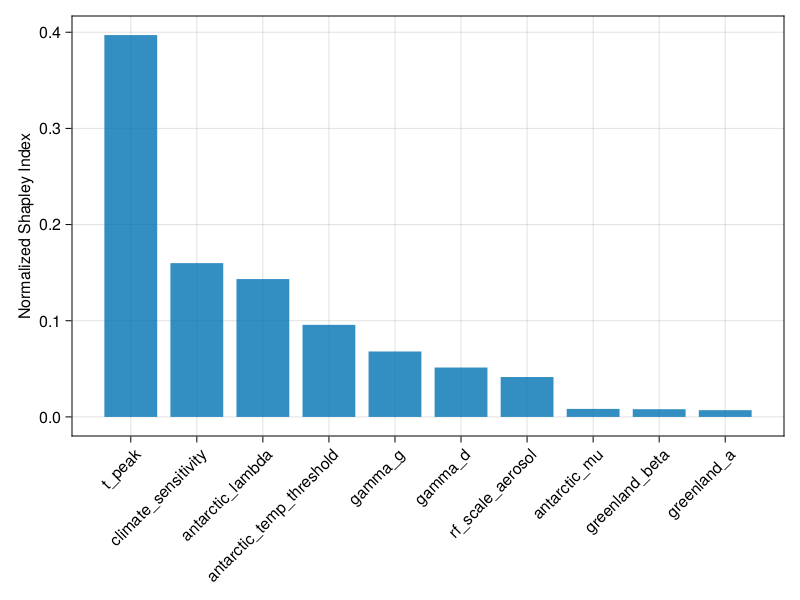 Normalized Shapley Index
0.4
0.3
0.2
0.1
0.0
t_peak
climate_sensitivity
antarctic_lambda
antarctic_temp_threshold
gamma_g
gamma_d
rf_scale_aerosol
antarctic_mu
greenland_beta
greenland_a